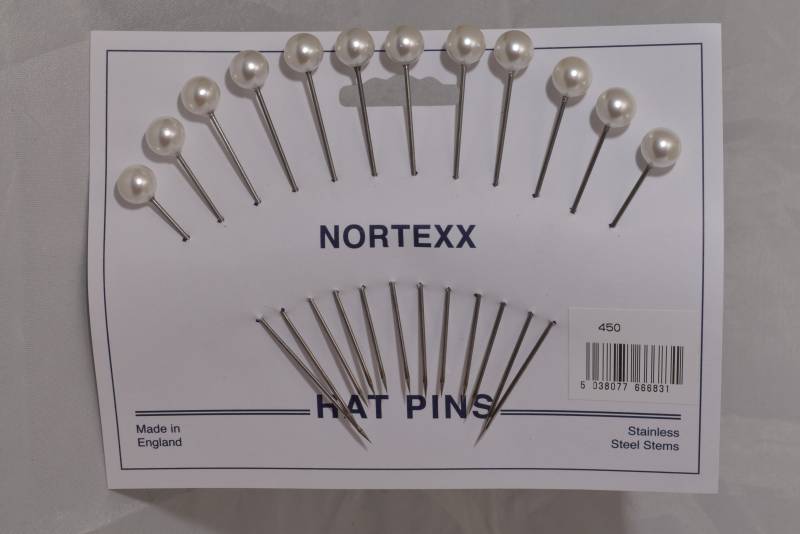 NORTEXX
450
5 038077 666831
HAT PINS
Made in
England
Stainless
Steel Stems